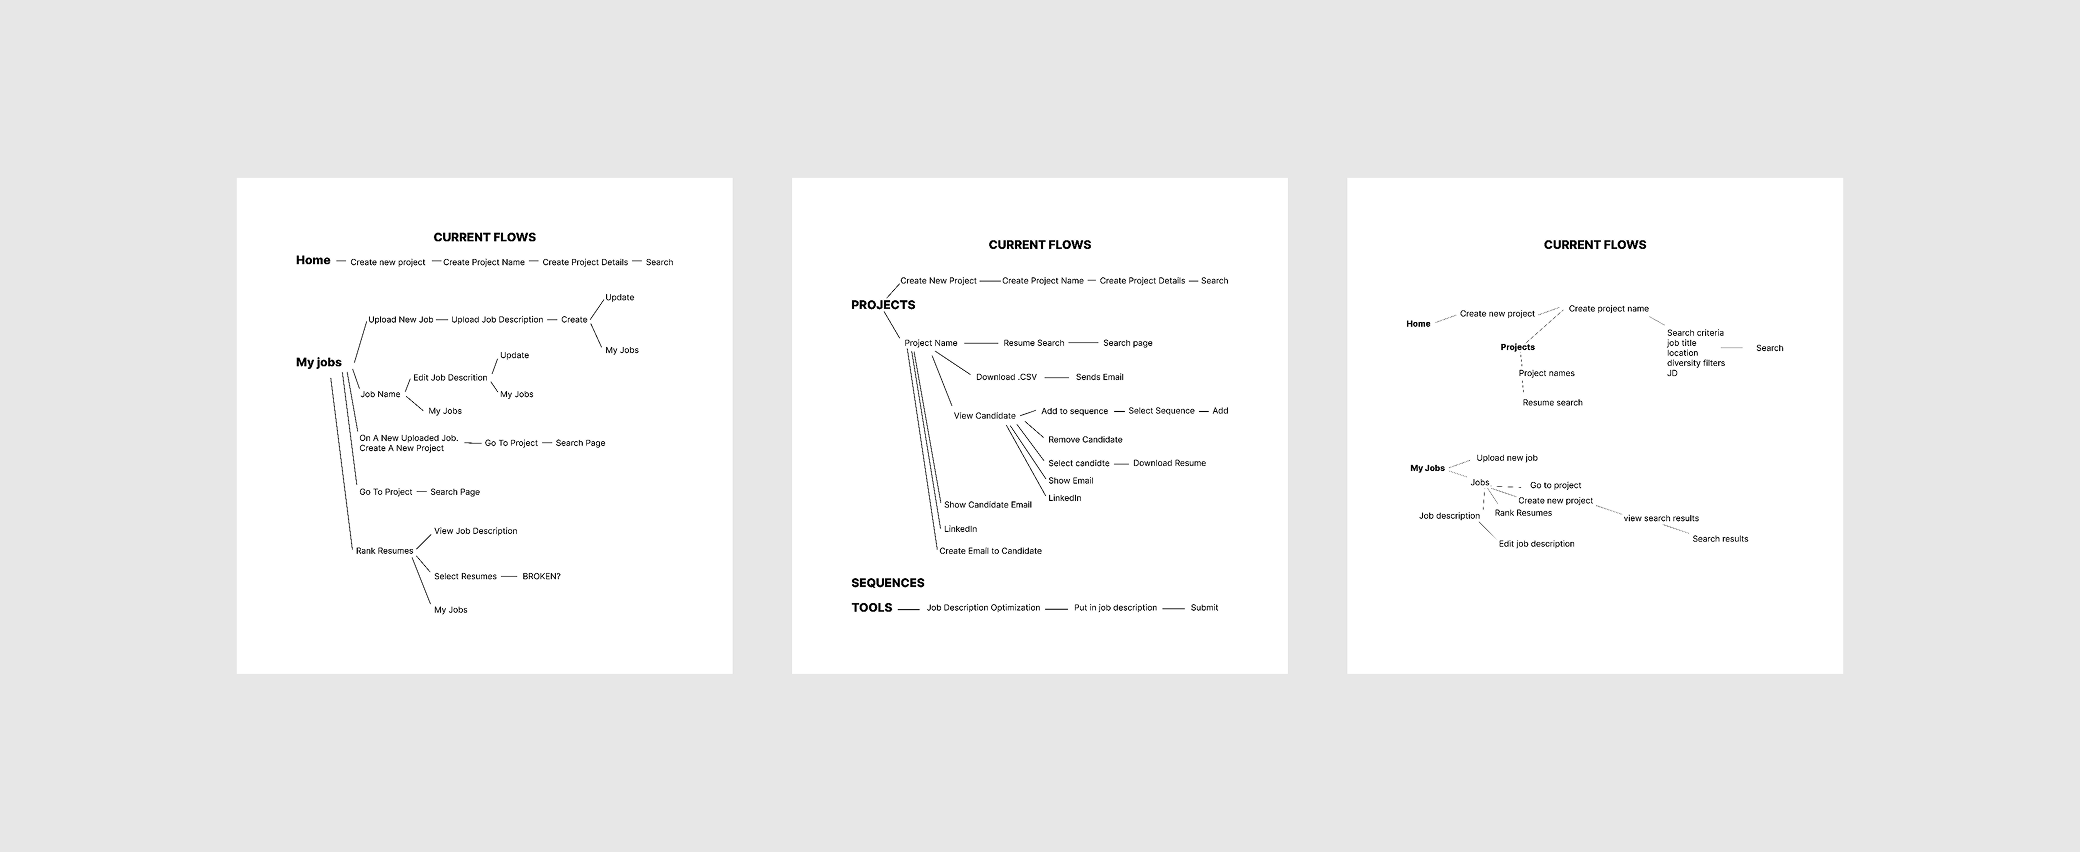 CURRENT FLOWS
Home
Create new project
Create Project Name
Create Project Details
Search
Update
Upload New Job
Upload Job Description
Create
My Jobs
Update
My jobs
Edit Job Descrition
Job Name
My Jobs
My Jobs
On A New Uploaded Job.
Create A New Project
Go To Project
Search Page
Go To Project
Search Page
View Job Description
Rank Resumes
Select Resumes
BROKEN?
My Jobs
CURRENT FLOWS
Create New Project
Create Project Name
Create Project Details
Search
PROJECTS
Project Name
Resume Search
Search page
Download .CSV
Sends Email
View Candidate
Add to sequence
Select Sequence
Add
Remove Candidate
Select candidte
Download Resume
Show Email
LinkedIn
Show Candidate Email
LinkedIn
Create Email to Candidate
SEQUENCES
TOOLS
Job Description Optimization
Put in job description
Submit
CURRENT FLOWS
Home
Create new project
Create project name
Search criteria
job title
location
diversity filters
JD
Search
Projects
Project names
Resume search
My Jobs
Upload new job
Jobs
Go to project
Create new project
Rank Resumes
Job description
view search results
Edit job description
Search results